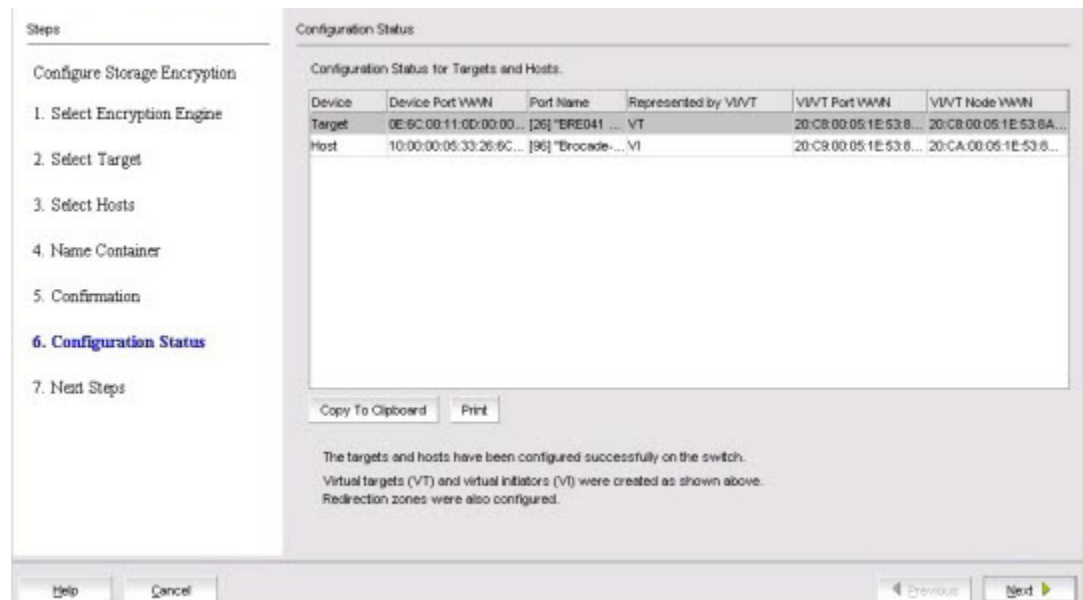 Steps
Configure Storage Encryption
1. Select Encryption Engine
2. Select Target
3. Select Hosts
4. Name Container
5. Confirmation
6. Configuration Status
7. Next Steps
Configuration Status
Configuration Status for Targets and Hosts.
Device Device Port WWN Port Name Represented by VI/VT VI/VT Port WWN VI/VT Node WWN
Target 0E:6C:00:11:0D:00:00... [26] "BRE041 ... VT 20:C8:00:05:1E:53:8... 20:C8:00:05:1E:53:8A...
Host 10:00:00:05:33:26:6C... [96] "Brocade-... VI 20:C9:00:05:1E:53:8... 20:CA:00:05:1E:53:8...
Copy To Clipboard Print
The targets and hosts have been configured successfully on the switch.
Virtual targets (VT) and virtual initiators (VI) were created as shown above.
Redirection zones were also configured.
Help Cancel Previous Next